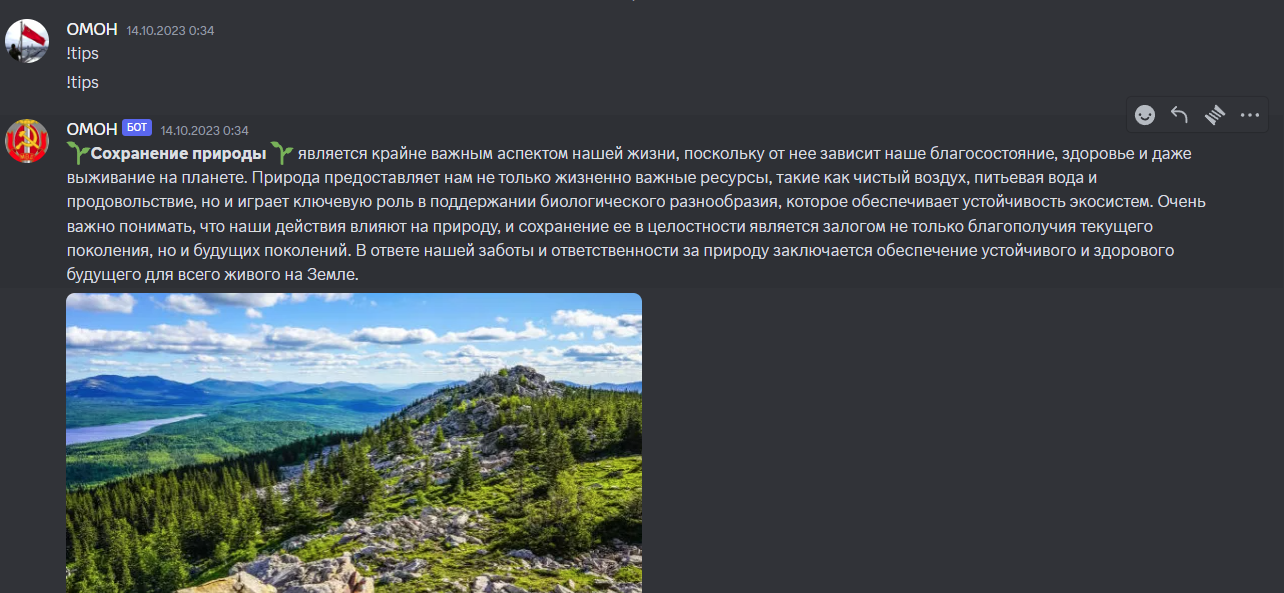 ОМОН 14.10.2023 0:34
!tips
!tips
ОМОН БОТ 14.10.2023 0:34
Сохранение природы является крайне важным аспектом нашей жизни, поскольку от нее зависит наше благосостояние, здоровье и даже
выживание на планете. Природа предоставляет нам не только жизненно важные ресурсы, такие как чистый воздух, питьевая вода и
продовольствие, но и играет ключевую роль в поддержании биологического разнообразия, которое обеспечивает устойчивость экосистем. Очень
важно понимать, что наши действия влияют на природу, и сохранение ее в целостности является залогом не только благополучия текущего
поколения, но и будущих поколений. В ответе нашей заботы и ответственности за природу заключается обеспечение устойчивого и здорового
будущего для всего живого на Земле.